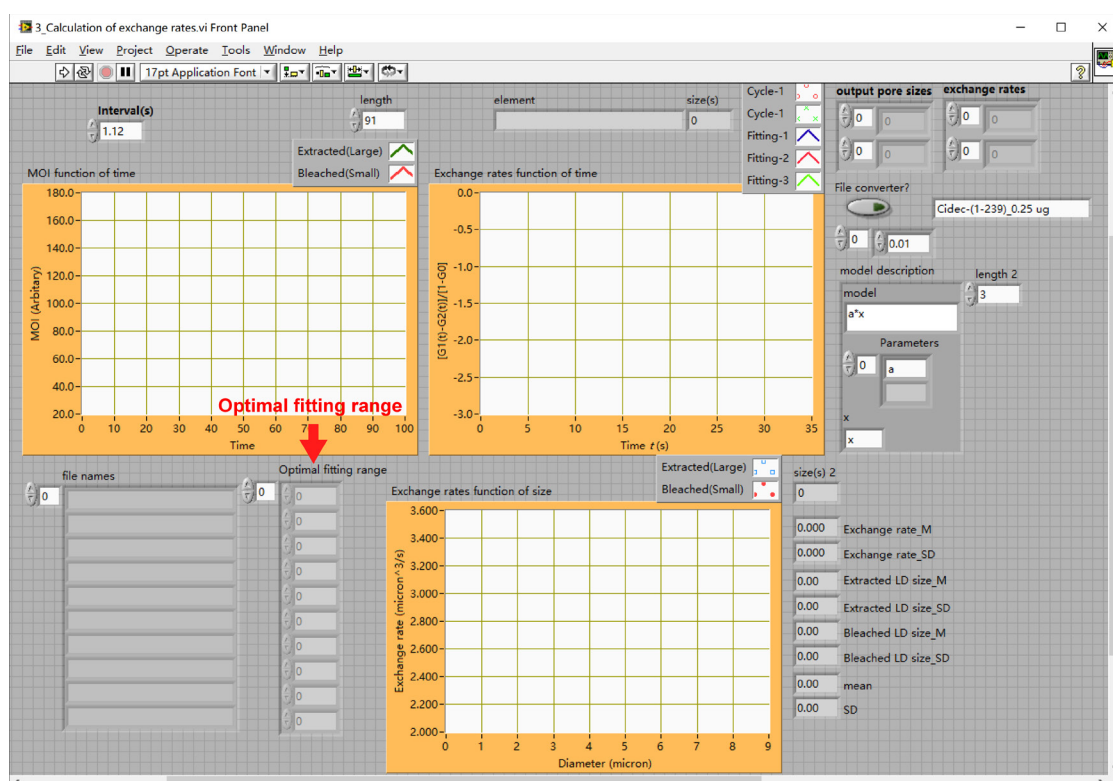 3_Calculation of exchange rates.vi Front Panel
File Edit View Project Operate Tools Window Help
17pt Application Font
Interval(s)
1.12
length
91
element
size(s)
0
Cycle-1
Cycle-1
Fitting-1
Fitting-2
Fitting-3
output pore sizes
0 0
0 0
exchange rates
0 0
0 0
Extracted(Large)
Bleached(Small)
MOI function of time
MOI (Arbitary)
180.0
160.0
140.0
120.0
100.0
80.0
60.0
40.0
20.0
0 10 20 30 40 50 60 70 80 90 100
Time
Optimal fitting range
Exchange rates function of time
[G1(t)-G2(t)]/[1-G0]
0.0
-0.5
-1.0
-1.5
-2.0
-2.5
-3.0
0 5 10 15 20 25 30 35
Time t (s)
File converter?
Cidec-(1-239)_0.25 ug
0 0.01
model description
length 2
3
model
a*x
Parameters
0 a
x
x
file names
0
Optimal fitting range
0
0
0
0
0
0
0
0
0
0
0
Extracted(Large)
Bleached(Small)
Exchange rates function of size
Exchange rate (micron^3/s)
3.600
3.400
3.200
3.000
2.800
2.600
2.400
2.200
2.000
0 1 2 3 4 5 6 7 8 9
Diameter (micron)
size(s) 2
0
0.000 Exchange rate_M
0.000 Exchange rate_SD
0.00 Extracted LD size_M
0.00 Extracted LD size_SD
0.00 Bleached LD size_M
0.00 Bleached LD size_SD
0.00 mean
0.00 SD